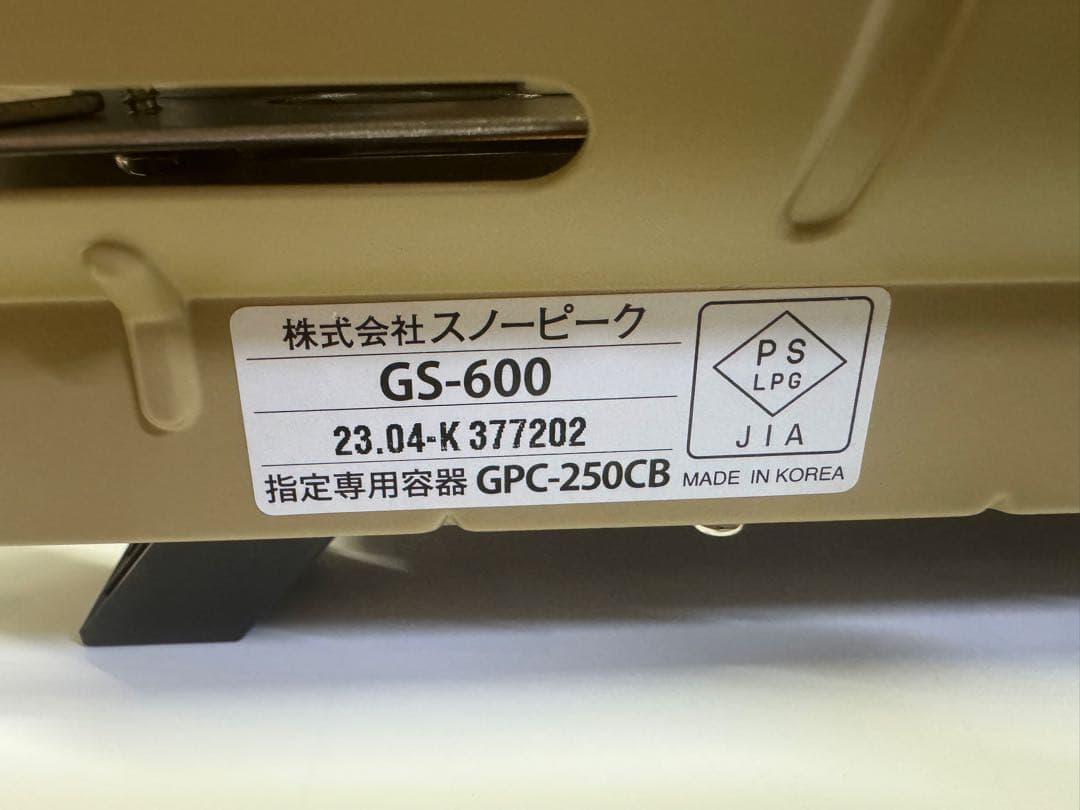 株式会社スノーピーク
GS-600
23.04-K 377202
指定専用容器 GPC-250CB
PS
LPG
JIA
MADE IN KOREA